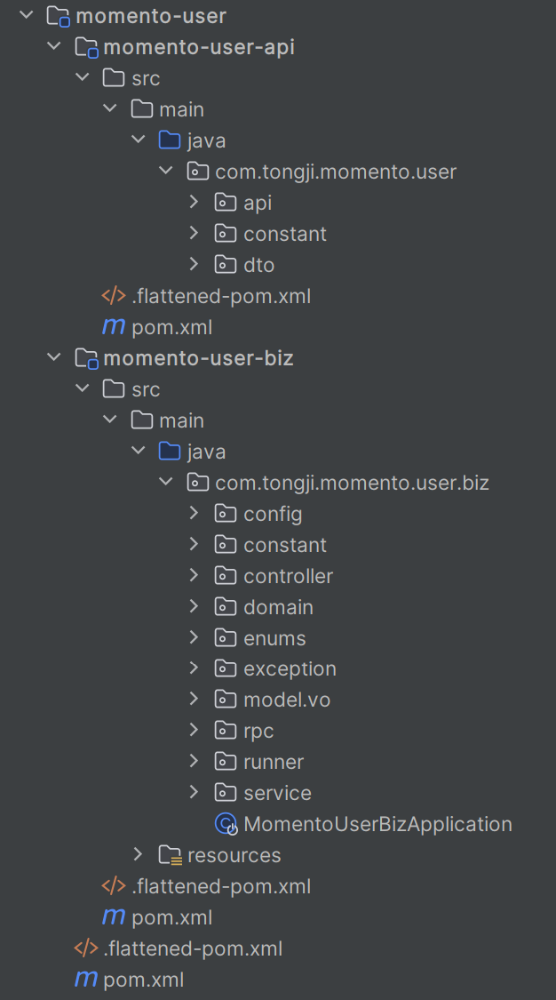 momento-user
momento-user-api
src
main
java
com.tongji.momento.user
api
constant
dto
.flattened-pom.xml
pom.xml
momento-user-biz
src
main
java
com.tongji.momento.user.biz
config
constant
controller
domain
enums
exception
model.vo
rpc
runner
service
MomentoUserBizApplication
resources
.flattened-pom.xml
pom.xml
.flattened-pom.xml
pom.xml